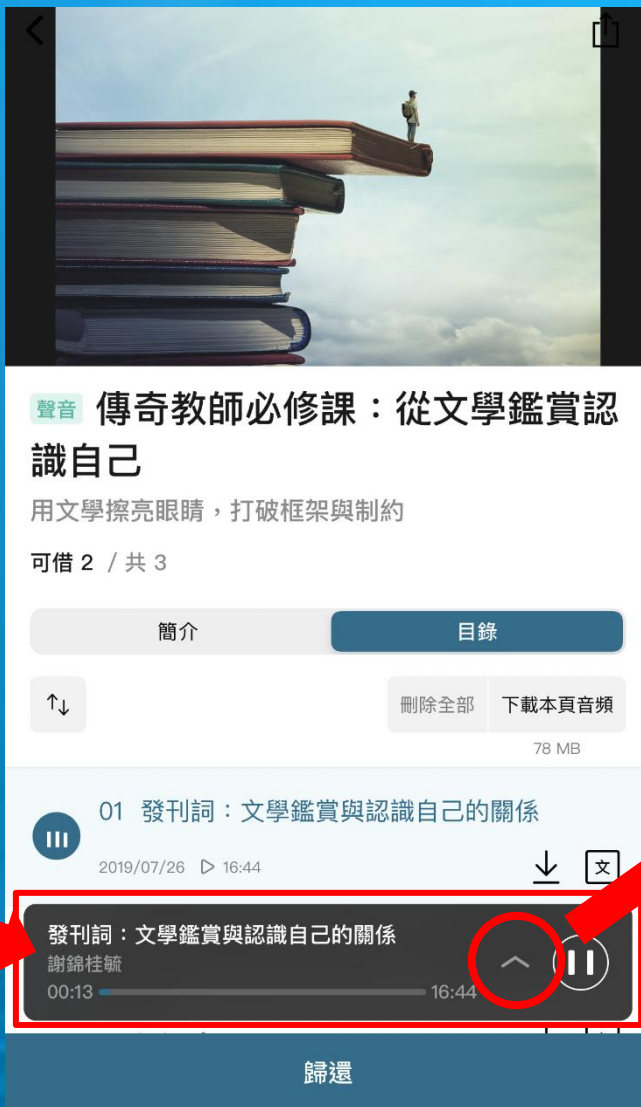 聲音 傳奇教師必修課：從文學鑑賞認
識自己
用文學擦亮眼睛，打破框架與制約
可借 2 / 共 3
簡介 目錄
刪除全部 下載本頁音頻
78 MB
01 發刊詞：文學鑑賞與認識自己的關係
2019/07/26 16:44
文
發刊詞：文學鑑賞與認識自己的關係
謝錦桂毓
00:13 16:44
歸還